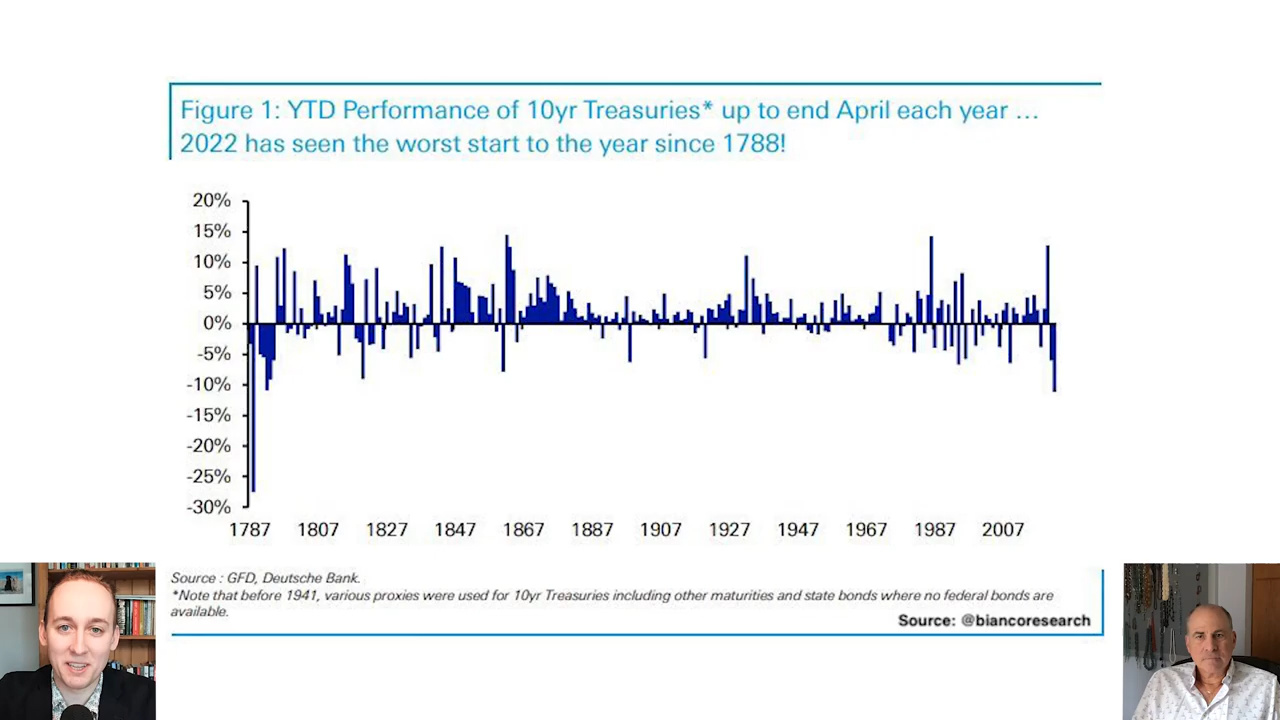 Figure 1: YTD Performance of 10yr Treasuries* up to end April each year ...
2022 has seen the worst start to the year since 1788!
20%
15%
10%
5%
0%
-5%
-10%
-15%
-20%
-25%
-30%
1787 1807 1827 1847 1867 1887 1907 1927 1947 1967 1987 2007
Source : GFD, Deutsche Bank.
*Note that before 1941, various proxies were used for 10yr Treasuries including other maturities and state bonds where no federal bonds are
available.
Source: @biancoresearch